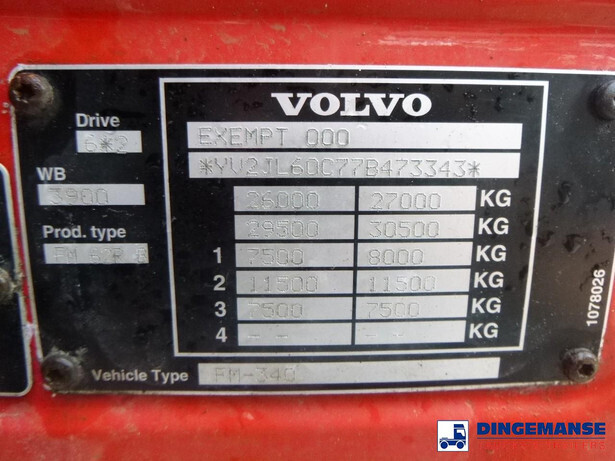 VOLVO
Drive
6*2
WB
3900
Prod. type
EXEMPT 000
*YV2JL60C77B473343*
26000 27000 KG
29500 30500 KG
1 7500 8000 KG
2 11500 11500 KG
3 7500 7500 KG
4 -- -- KG
Vehicle Type FM-340
1078026
DINGEMANSE